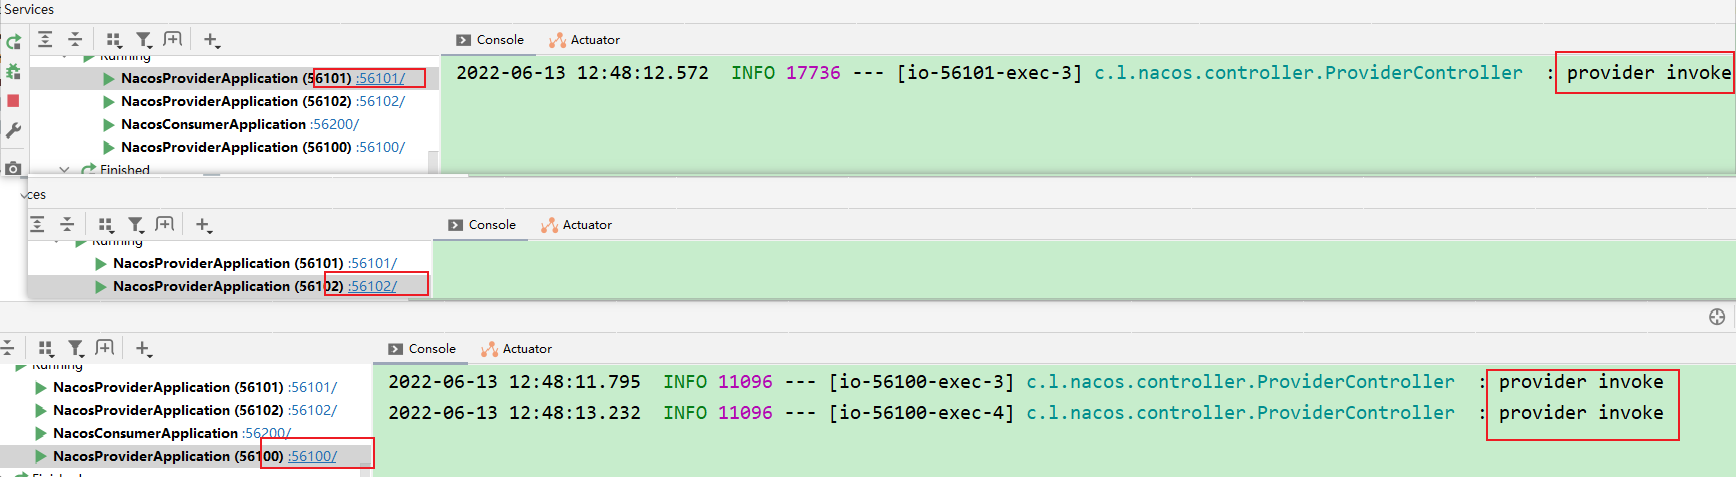 Services
Console Actuator
Running
NacosProviderApplication (56101) :56101/
2022-06-13 12:48:12.572 INFO 17736 --- [io-56101-exec-3] c.l.nacos.controller.ProviderController : provider invoke
NacosProviderApplication (56102) :56102/
NacosConsumerApplication :56200/
NacosProviderApplication (56100) :56100/
Finished
ces
Console Actuator
Running
NacosProviderApplication (56101) :56101/
NacosProviderApplication (56102) :56102/
Console Actuator
Running
2022-06-13 12:48:11.795 INFO 11096 --- [io-56100-exec-3] c.l.nacos.controller.ProviderController : provider invoke
NacosProviderApplication (56101) :56101/
NacosProviderApplication (56102) :56102/
2022-06-13 12:48:13.232 INFO 11096 --- [io-56100-exec-4] c.l.nacos.controller.ProviderController : provider invoke
NacosConsumerApplication :56200/
NacosProviderApplication (56100) :56100/
Finished